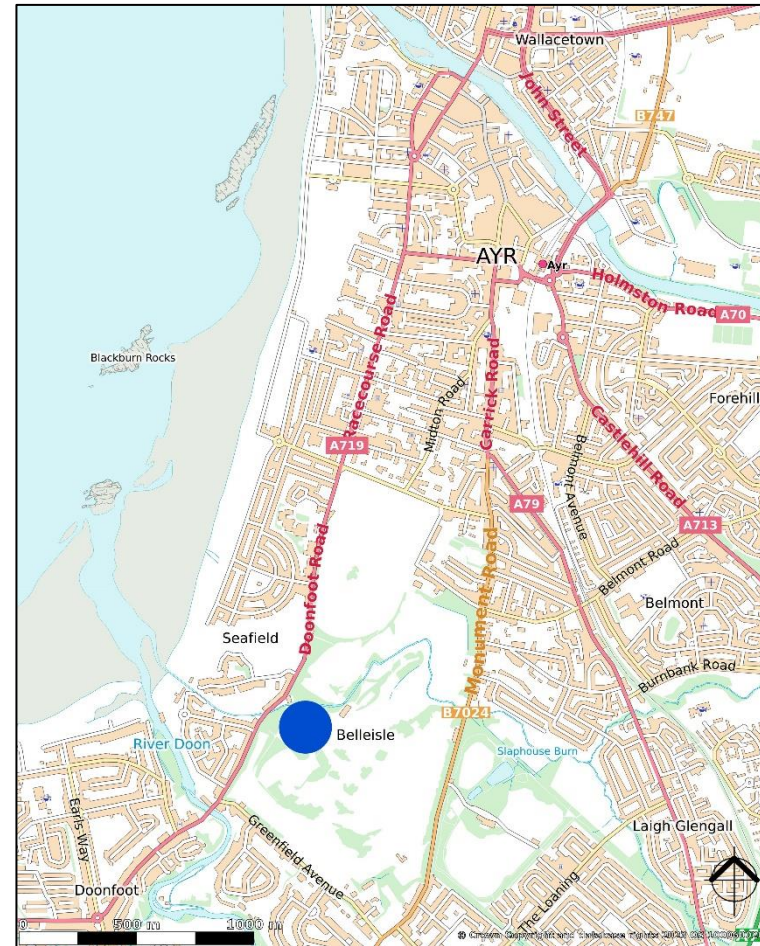 Wallacetown
John Street
B747
AYR
Ayr
Holmston Road
A70
Racecourse Road
Blackburn Rocks
Midton Road
Carrick Road
Forehill
Castlehill Road
A719
Belmont Avenue
A79
A713
Doonfoot Road
Monument Road
Belmont Road
Belmont
Seafield
Burnbank Road
B7024
River Doon
Belleisle
Slaphouse Burn
Earls Way
Greenfield Avenue
Laigh Glengall
Doonfoot
The Loaning
0 500 m 1000 m